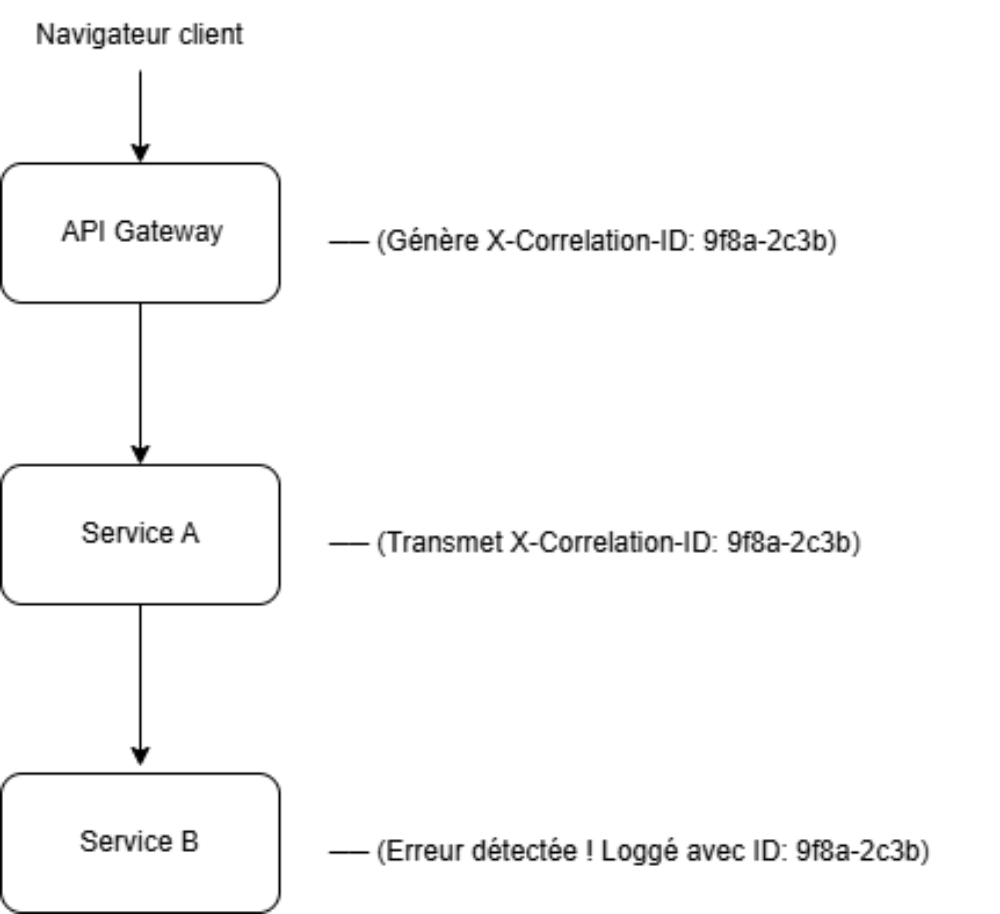 Navigateur client
API Gateway
── (Génère X-Correlation-ID: 9f8a-2c3b)
Service A
── (Transmet X-Correlation-ID: 9f8a-2c3b)
Service B
── (Erreur détectée ! Loggé avec ID: 9f8a-2c3b)